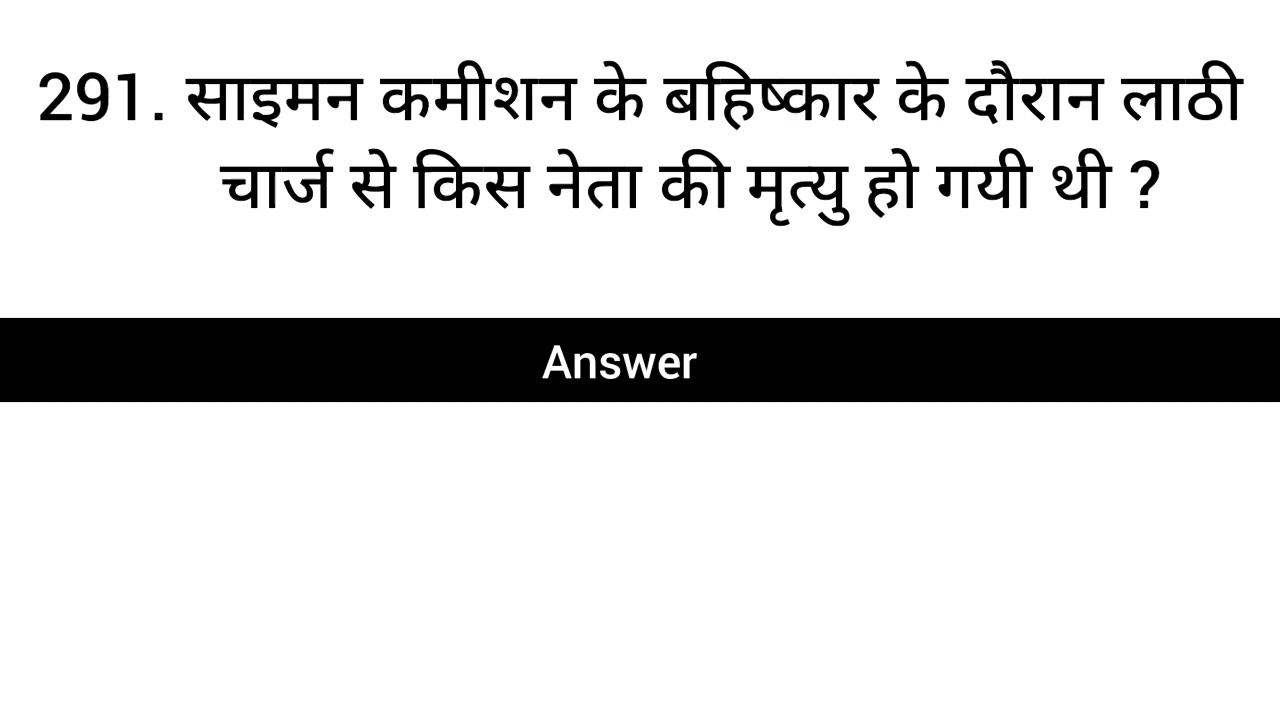 291. साइमन कमीशन के बहिष्कार के दौरान लाठी
चार्ज से किस नेता की मृत्यु हो गयी थी ?
Answer